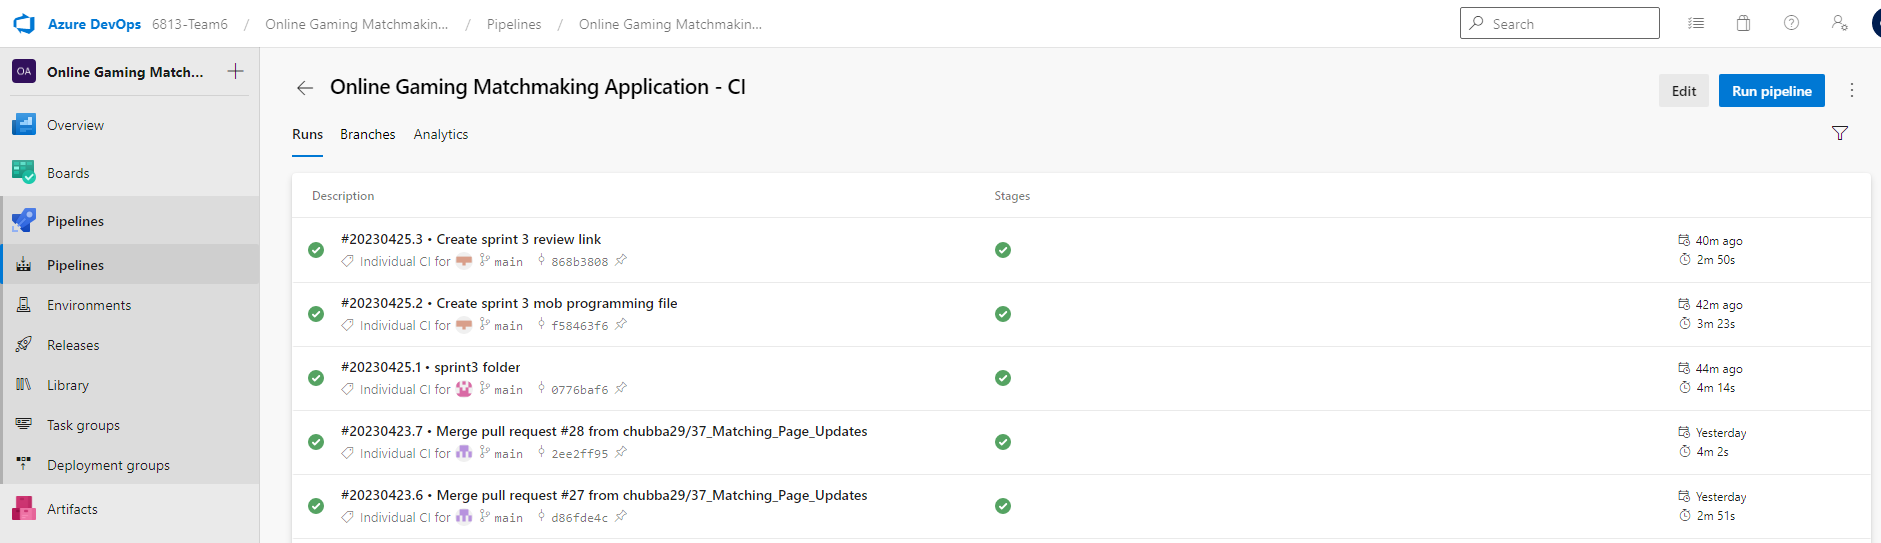 Azure DevOps 6813-Team6 / Online Gaming Matchmakin... / Pipelines / Online Gaming Matchmakin...
Search
OA Online Gaming Match... +
Overview
Boards
Pipelines
Pipelines
Environments
Releases
Library
Task groups
Deployment groups
Artifacts
Online Gaming Matchmaking Application - CI
Edit
Run pipeline
Runs Branches Analytics
Description Stages
#20230425.3 • Create sprint 3 review link
Individual CI for main 868b3808
40m ago
2m 50s
#20230425.2 • Create sprint 3 mob programming file
Individual CI for main f58463f6
42m ago
3m 23s
#20230425.1 • sprint3 folder
Individual CI for main 0776baf6
44m ago
4m 14s
#20230423.7 • Merge pull request #28 from chubba29/37_Matching_Page_Updates
Individual CI for main 2ee2ff95
Yesterday
4m 2s
#20230423.6 • Merge pull request #27 from chubba29/37_Matching_Page_Updates
Individual CI for main d86fde4c
Yesterday
2m 51s